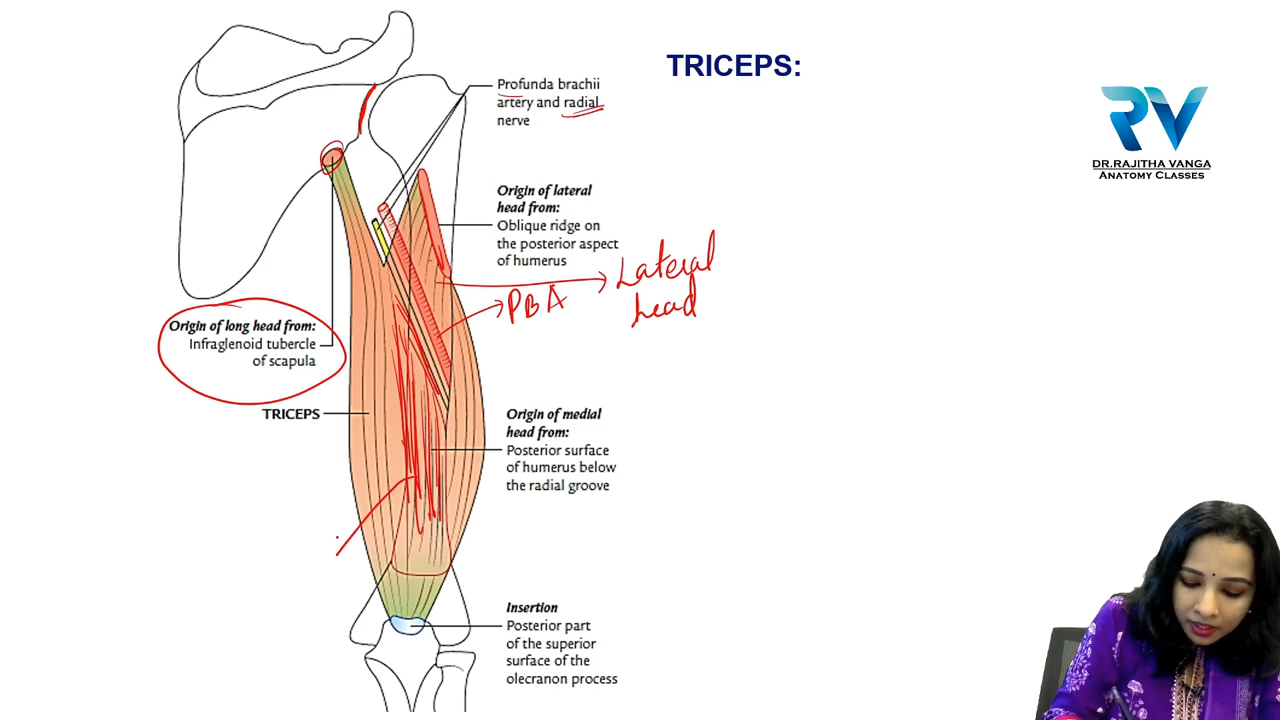 TRICEPS:
Profunda brachii
artery and radial
nerve
RV
DR.RAJITHA VANGA
ANATOMY CLASSES
Origin of lateral
head from:
Oblique ridge on
the posterior aspect
of humerus
Lateral
head
PBA
Origin of long head from:
Infraglenoid tubercle
of scapula
TRICEPS
Origin of medial
head from:
Posterior surface
of humerus below
the radial groove
Insertion
Posterior part
of the superior
surface of the
olecranon process